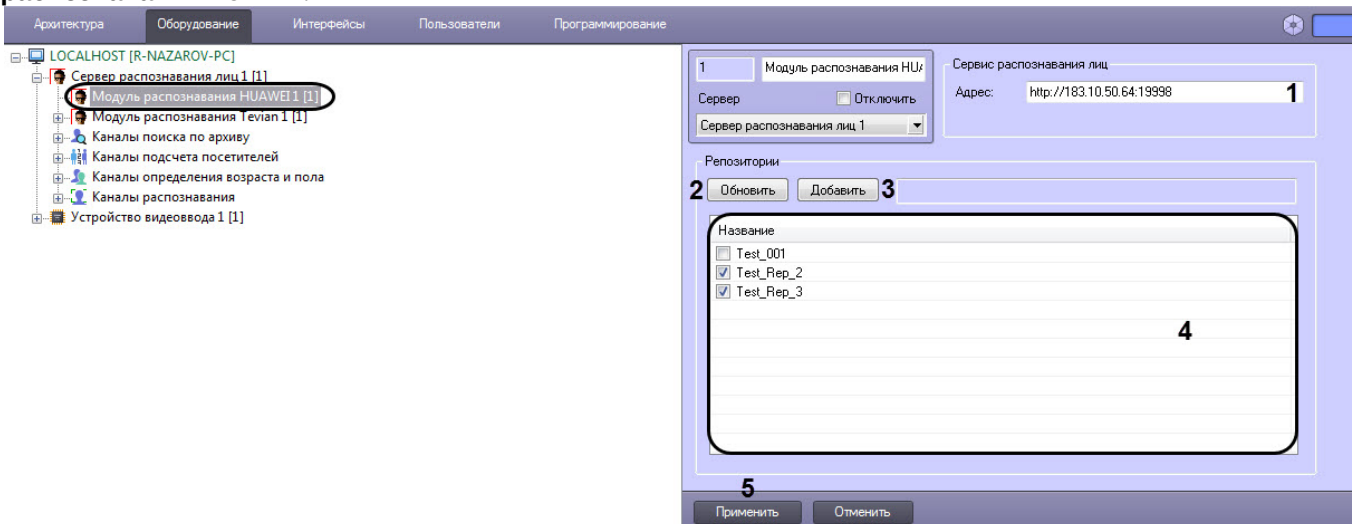 Архитектура Оборудование Интерфейсы Пользователи Программирование
LOCALHOST [R-NAZAROV-PC]
Сервер распознавания лиц 1 [1]
Модуль распознавания HUAWEI 1 [1]
Модуль распознавания Tevian 1 [1]
Каналы поиска по архиву
Каналы подсчета посетителей
Каналы определения возраста и пола
Каналы распознавания
Устройство видеоввода 1 [1]
1 Модуль распознавания HU
Сервер Отключить
Сервер распознавания лиц 1
Сервис распознавания лиц
Адрес: http://183.10.50.64:19998 1
Репозитории
2 Обновить Добавить 3
Название
Test_001
Test_Rep_2
Test_Rep_3
4
5
Применить Отменить